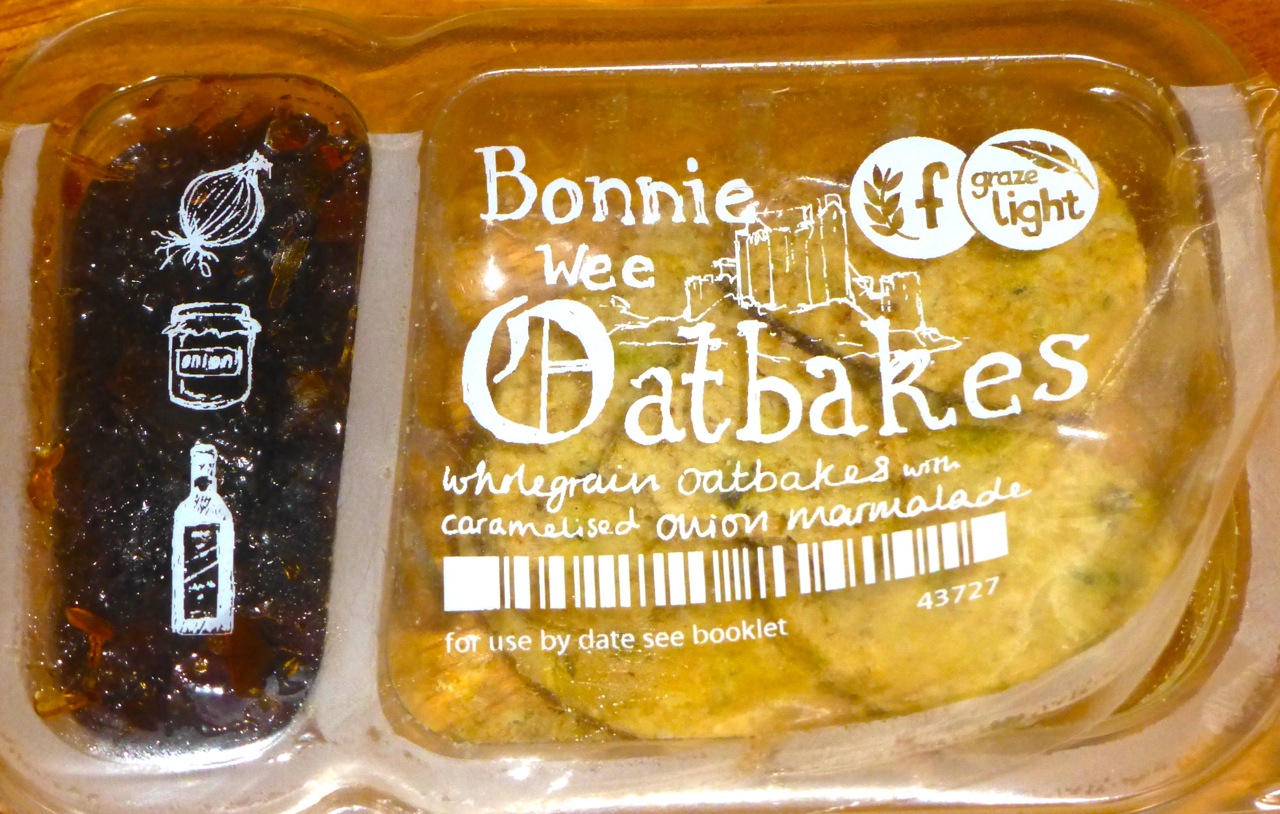 Bonnie
Wee
Oatbakes
f
graze
light
onion
wholegrain oatbakes with
caramelised onion marmalade
43727
for use by date see booklet